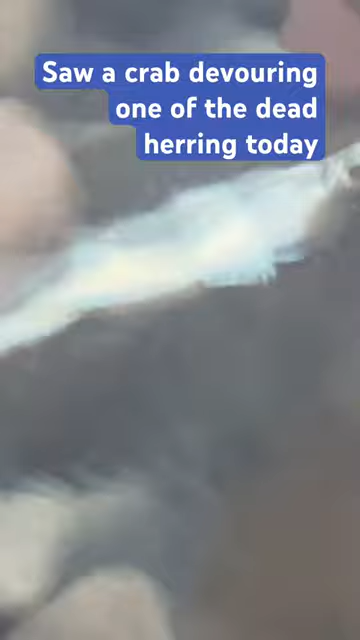 Saw a crab devouring
one of the dead
herring today